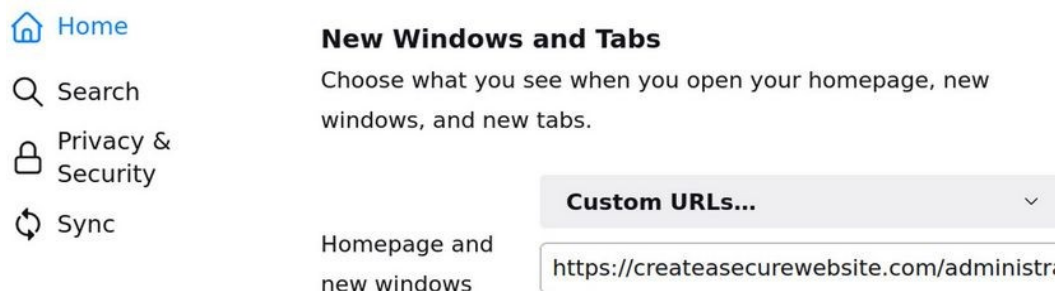 Home
Search
Privacy &
Security
Sync
New Windows and Tabs
Choose what you see when you open your homepage, new
windows, and new tabs.
Custom URLs...
Homepage and
new windows
https://createasecurewebsite.com/administra